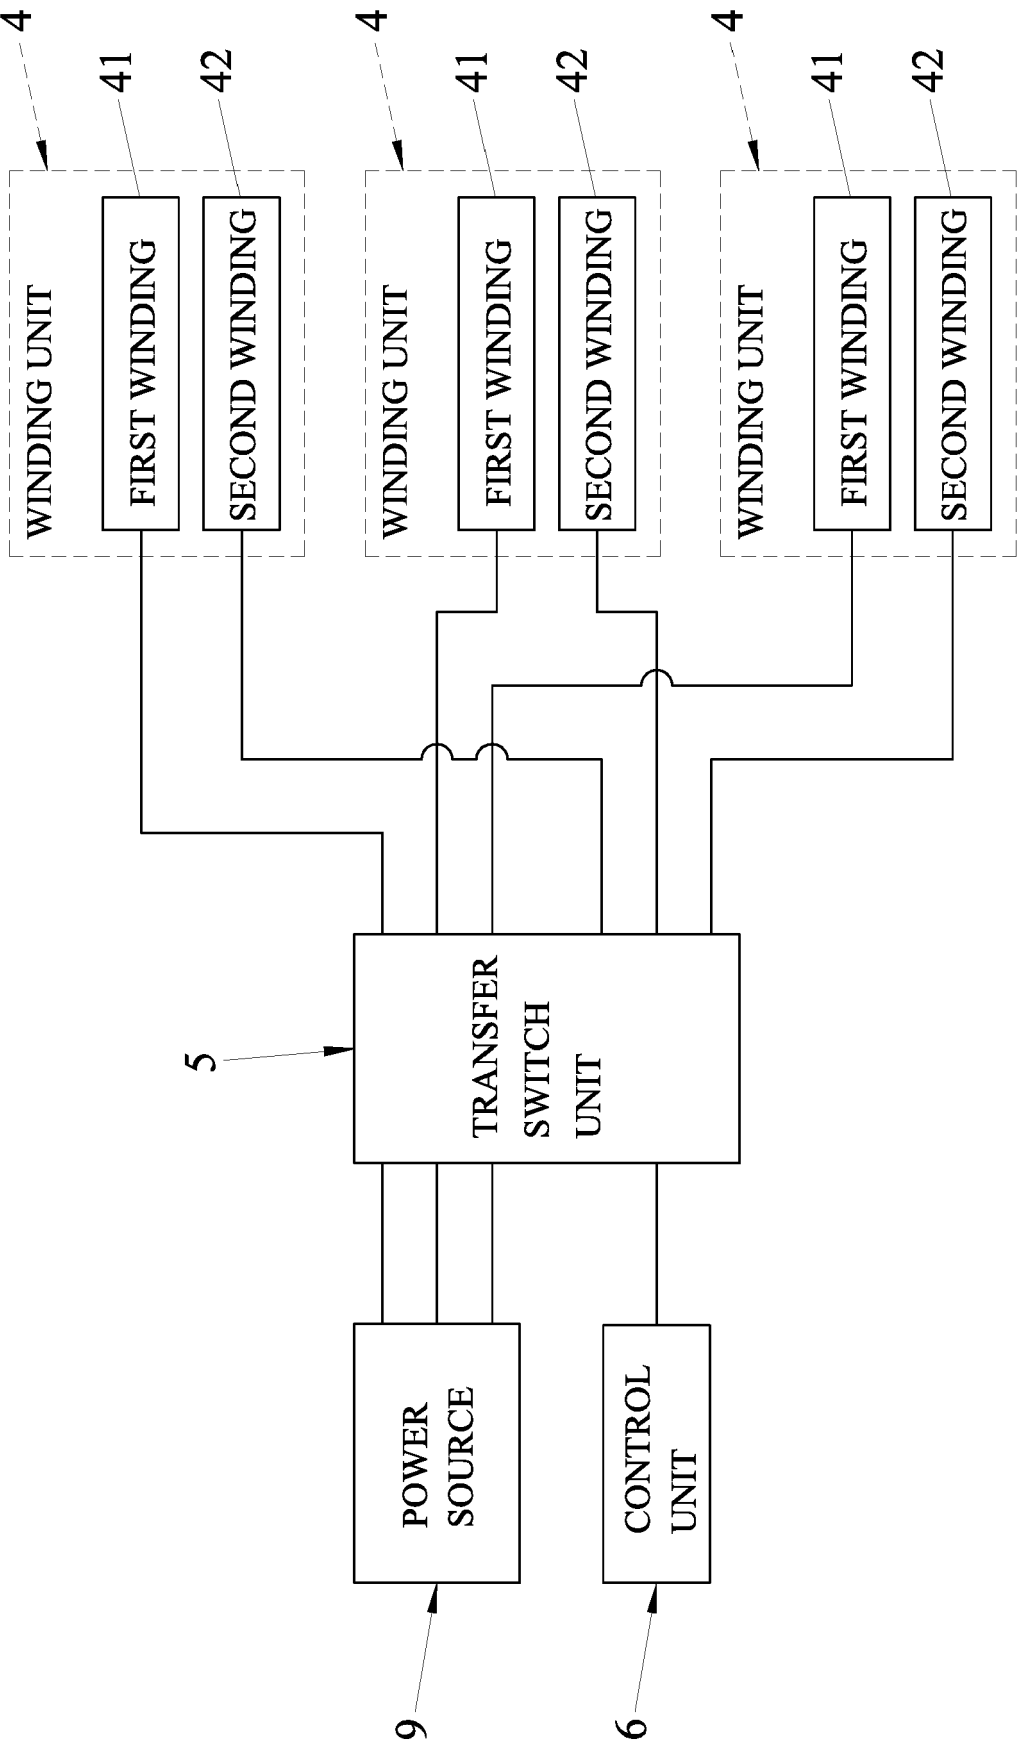 4
WINDING UNIT
41
FIRST WINDING
42
SECOND WINDING
4
WINDING UNIT
41
FIRST WINDING
42
SECOND WINDING
4
WINDING UNIT
41
FIRST WINDING
42
SECOND WINDING
5
TRANSFER
SWITCH
UNIT
POWER
SOURCE
9
CONTROL
UNIT
6